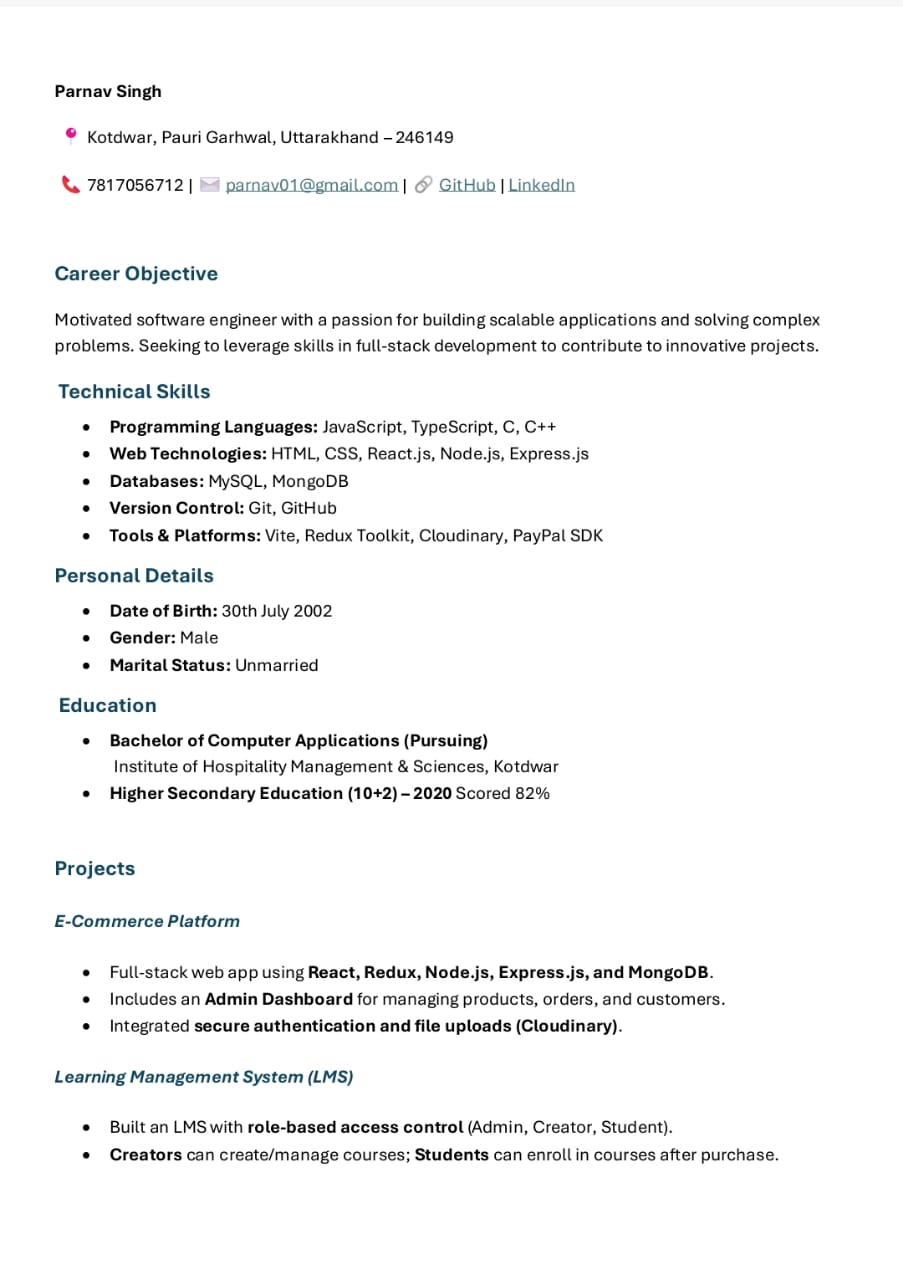 Parnav Singh
📍 Kotdwar, Pauri Garhwal, Uttarakhand – 246149
📞 7817056712 | ✉️ parnav01@gmail.com | 🔗 GitHub | LinkedIn
Career Objective
Motivated software engineer with a passion for building scalable applications and solving complex
problems. Seeking to leverage skills in full-stack development to contribute to innovative projects.
Technical Skills
• Programming Languages: JavaScript, TypeScript, C, C++
• Web Technologies: HTML, CSS, React.js, Node.js, Express.js
• Databases: MySQL, MongoDB
• Version Control: Git, GitHub
• Tools & Platforms: Vite, Redux Toolkit, Cloudinary, PayPal SDK
Personal Details
• Date of Birth: 30th July 2002
• Gender: Male
• Marital Status: Unmarried
Education
• Bachelor of Computer Applications (Pursuing)
Institute of Hospitality Management & Sciences, Kotdwar
• Higher Secondary Education (10+2) – 2020 Scored 82%
Projects
E-Commerce Platform
• Full-stack web app using React, Redux, Node.js, Express.js, and MongoDB.
• Includes an Admin Dashboard for managing products, orders, and customers.
• Integrated secure authentication and file uploads (Cloudinary).
Learning Management System (LMS)
• Built an LMS with role-based access control (Admin, Creator, Student).
• Creators can create/manage courses; Students can enroll in courses after purchase.